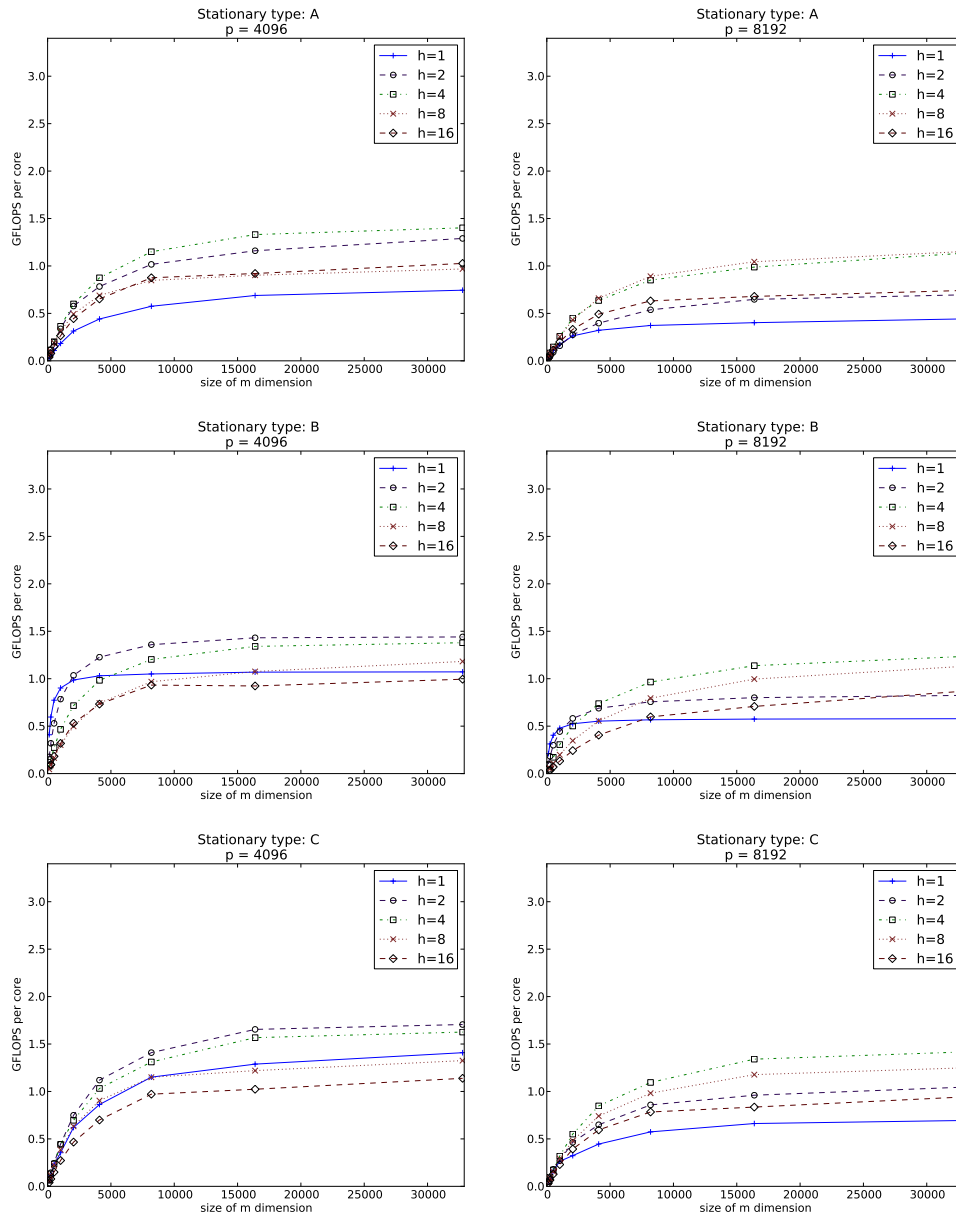 Stationary type: A
p = 4096
GFLOPS per core
3.0
2.5
2.0
1.5
1.0
0.5
0.0
0 5000 10000 15000 20000 25000 30000
size of m dimension
h=1
h=2
h=4
h=8
h=16
Stationary type: A
p = 8192
GFLOPS per core
3.0
2.5
2.0
1.5
1.0
0.5
0.0
0 5000 10000 15000 20000 25000 30000
size of m dimension
h=1
h=2
h=4
h=8
h=16
Stationary type: B
p = 4096
GFLOPS per core
3.0
2.5
2.0
1.5
1.0
0.5
0.0
0 5000 10000 15000 20000 25000 30000
size of m dimension
h=1
h=2
h=4
h=8
h=16
Stationary type: B
p = 8192
GFLOPS per core
3.0
2.5
2.0
1.5
1.0
0.5
0.0
0 5000 10000 15000 20000 25000 30000
size of m dimension
h=1
h=2
h=4
h=8
h=16
Stationary type: C
p = 4096
GFLOPS per core
3.0
2.5
2.0
1.5
1.0
0.5
0.0
0 5000 10000 15000 20000 25000 30000
size of m dimension
h=1
h=2
h=4
h=8
h=16
Stationary type: C
p = 8192
GFLOPS per core
3.0
2.5
2.0
1.5
1.0
0.5
0.0
0 5000 10000 15000 20000 25000 30000
size of m dimension
h=1
h=2
h=4
h=8
h=16